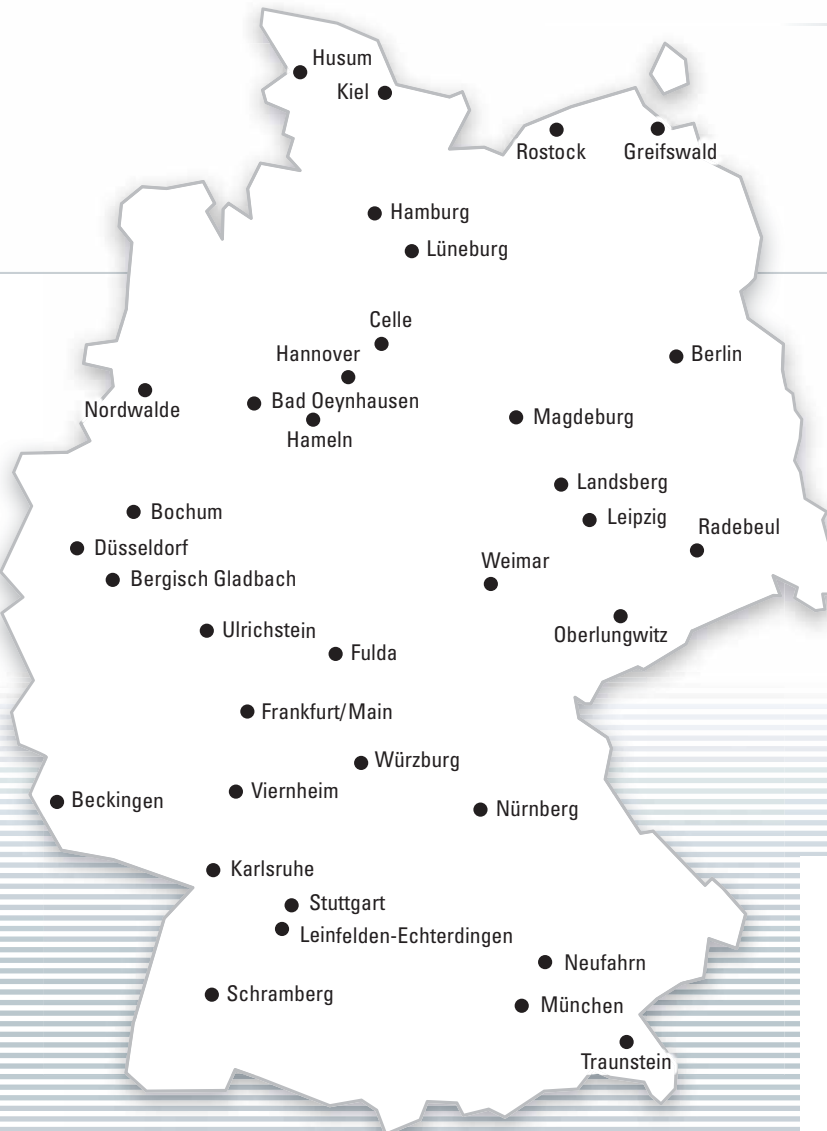 Husum
Kiel
Rostock
Greifswald
Hamburg
Lüneburg
Celle
Hannover
Berlin
Bad Oeynhausen
Nordwalde
Magdeburg
Hameln
Landsberg
Bochum
Leipzig
Radebeul
Düsseldorf
Weimar
Bergisch Gladbach
Ulrichstein
Oberlungwitz
Fulda
Frankfurt/Main
Würzburg
Viernheim
Beckingen
Nürnberg
Karlsruhe
Stuttgart
Leinfelden-Echterdingen
Neufahrn
Schramberg
München
Traunstein